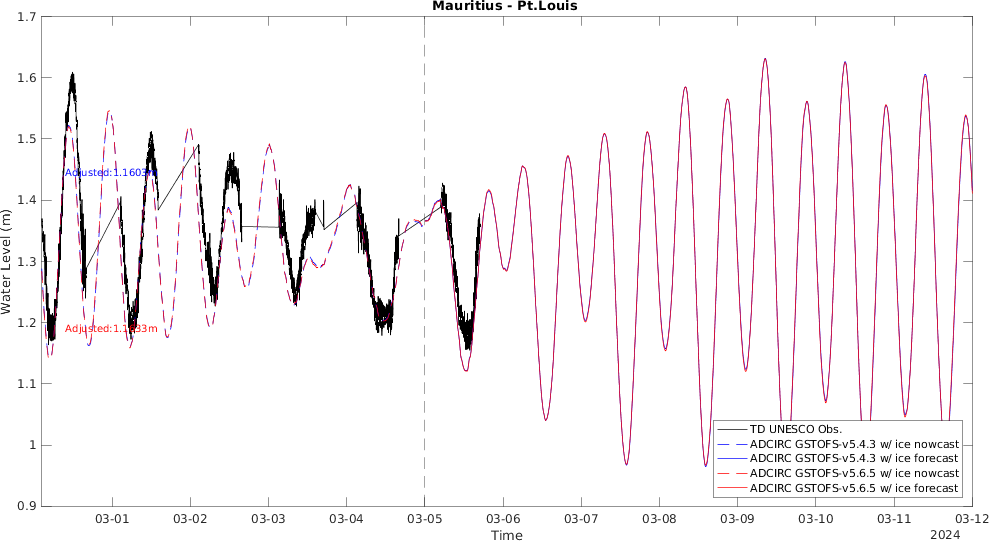 Mauritius - Pt.Louis
1.7
1.6
1.5
1.4
1.3
1.2
1.1
1
0.9
Water Level (m)
Adjusted:1.1603m
03-01
03-02
03-03
03-04
03-05
03-06
03-07
03-08
03-09
03-10
03-11
03-12
Time
2024
TD UNESCO Obs.
ADCIRC GSTOFS-v5.4.3 w/ ice nowcast
ADCIRC GSTOFS-v5.4.3 w/ ice forecast
ADCIRC GSTOFS-v5.6.5 w/ ice nowcast
ADCIRC GSTOFS-v5.6.5 w/ ice forecast